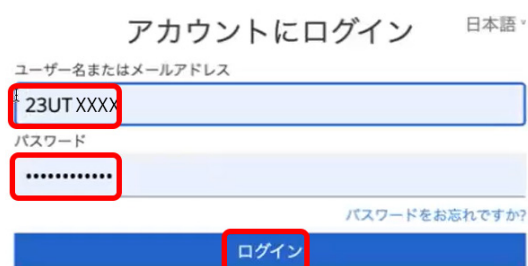 アカウントにログイン
日本語
ユーザー名またはメールアドレス
23UTXXXX
パスワード
••••••••••••
パスワードをお忘れですか?
ログイン